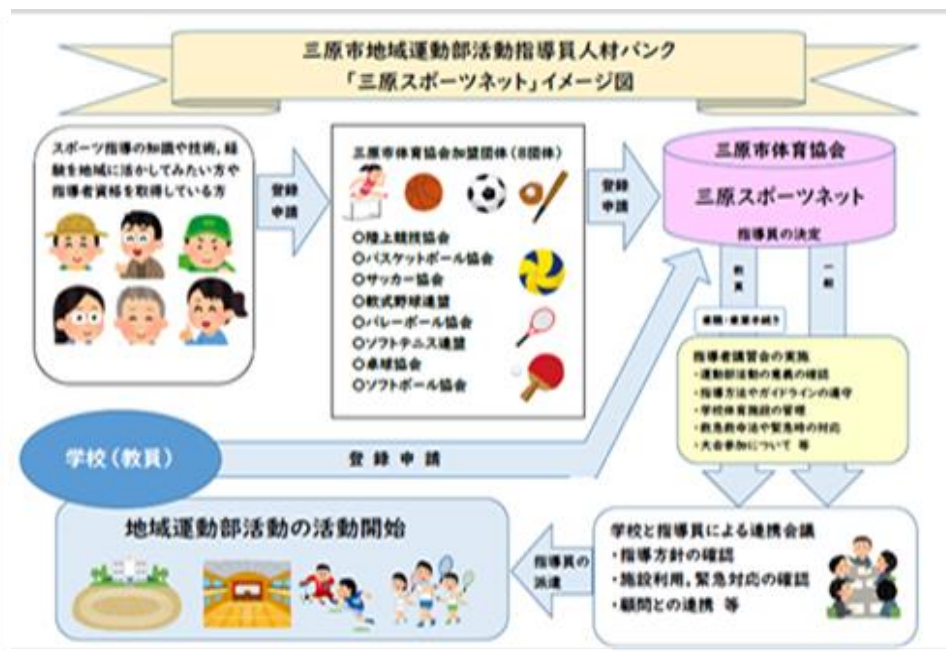 三原市地域運動部活動指導員人材バンク
「三原スポーツネット」イメージ図
スポーツ指導の知識や技術，経
験を地域に活かしてみたい方や
指導者資格を取得している方
登録
申請
三原市体育協会加盟団体（8団体）
○陸上競技協会
○バスケットボール協会
○サッカー協会
○軟式野球連盟
○バレーボール協会
○ソフトテニス連盟
○卓球協会
○ソフトボール協会
登録
申請
三原市体育協会
三原スポーツネット
指導員の決定
教員
一般
兼職・兼業手続き
指導者講習会の実施
・運動部活動の意義の確認
・指導方法やガイドラインの遵守
・学校体育施設の管理
・救急救命法や緊急時の対応
・大会参加について 等
学校（教員）
登録申請
学校と指導員による連携会議
・指導方針の確認
・施設利用，緊急対応の確認
・顧問との連携 等
指導員の
派遣
地域運動部活動の活動開始